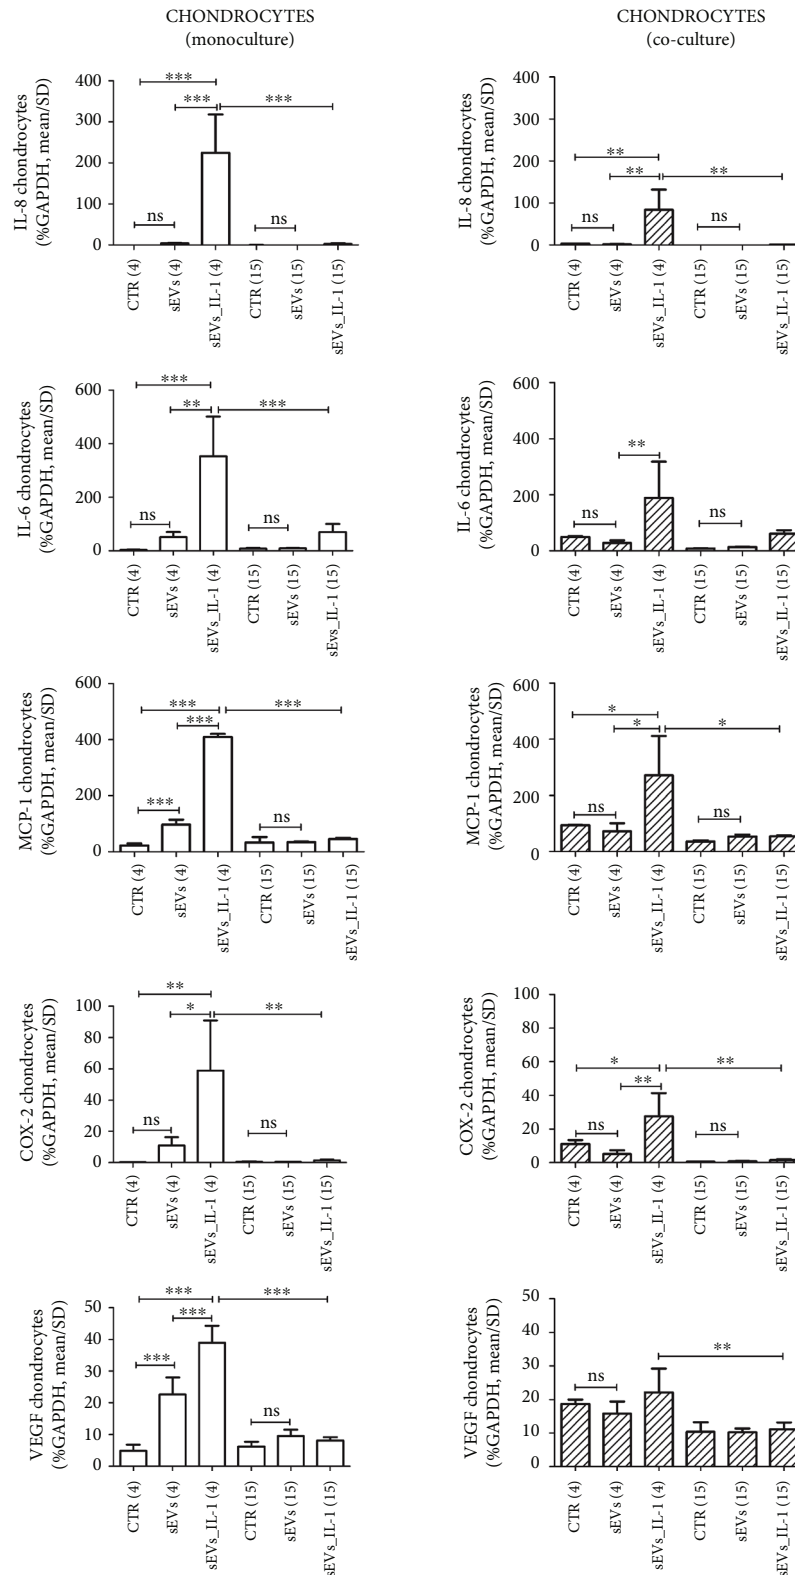 CHONDROCYTES
(monoculture)
IL-8 chondrocytes
(%GAPDH, mean/SD)
400
300
200
100
0
***
***
***
ns
ns
CTR (4)
sEVs (4)
sEVs_IL-1 (4)
CTR (15)
sEVs (15)
sEVs_IL-1 (15)
CHONDROCYTES
(co-culture)
IL-8 chondrocytes
(%GAPDH, mean/SD)
400
300
200
100
0
**
**
**
ns
ns
CTR (4)
sEVs (4)
sEVs_IL-1 (4)
CTR (15)
sEVs (15)
sEVs_IL-1 (15)
IL-6 chondrocytes
(%GAPDH, mean/SD)
600
400
200
0
***
**
***
ns
ns
CTR (4)
sEVs (4)
sEVs_IL-1 (4)
CTR (15)
sEVs (15)
sEvs_IL-1 (15)
IL-6 chondrocytes
(%GAPDH, mean/SD)
600
400
200
0
**
ns
ns
CTR (4)
sEVs (4)
sEVs_IL-1 (4)
CTR (15)
sEVs (15)
sEVs_IL-1 (15)
MCP-1 chondrocytes
(%GAPDH, mean/SD)
600
400
200
0
***
***
***
***
ns
CTR (4)
sEVs (4)
sEVs_IL-1 (4)
CTR (15)
sEVs (15)
sEVs_IL-1 (15)
MCP-1 chondrocytes
(%GAPDH, mean/SD)
600
400
200
0
*
*
*
ns
ns
CTR (4)
sEVs (4)
sEVs_IL-1 (4)
CTR (15)
sEVs (15)
sEVs_IL-1 (15)
COX-2 chondrocytes
(%GAPDH, mean/SD)
100
80
60
40
20
0
**
*
**
ns
ns
CTR (4)
sEVs (4)
sEVs_IL-1 (4)
CTR (15)
sEVs (15)
sEVs_IL-1 (15)
COX-2 chondrocytes
(%GAPDH, mean/SD)
100
80
60
40
20
0
*
**
**
ns
ns
CTR (4)
sEVs (4)
sEVs_IL-1 (4)
CTR (15)
sEVs (15)
sEVs_IL-1 (15)
VEGF chondrocytes
(%GAPDH, mean/SD)
50
40
30
20
10
0
***
***
***
***
ns
CTR (4)
sEVs (4)
sEVs_IL-1 (4)
CTR (15)
sEVs (15)
sEVs_IL-1 (15)
VEGF chondrocytes
(%GAPDH, mean/SD)
50
40
30
20
10
0
**
ns
CTR (4)
sEVs (4)
sEVs_IL-1 (4)
CTR (15)
sEVs (15)
sEVs_IL-1 (15)